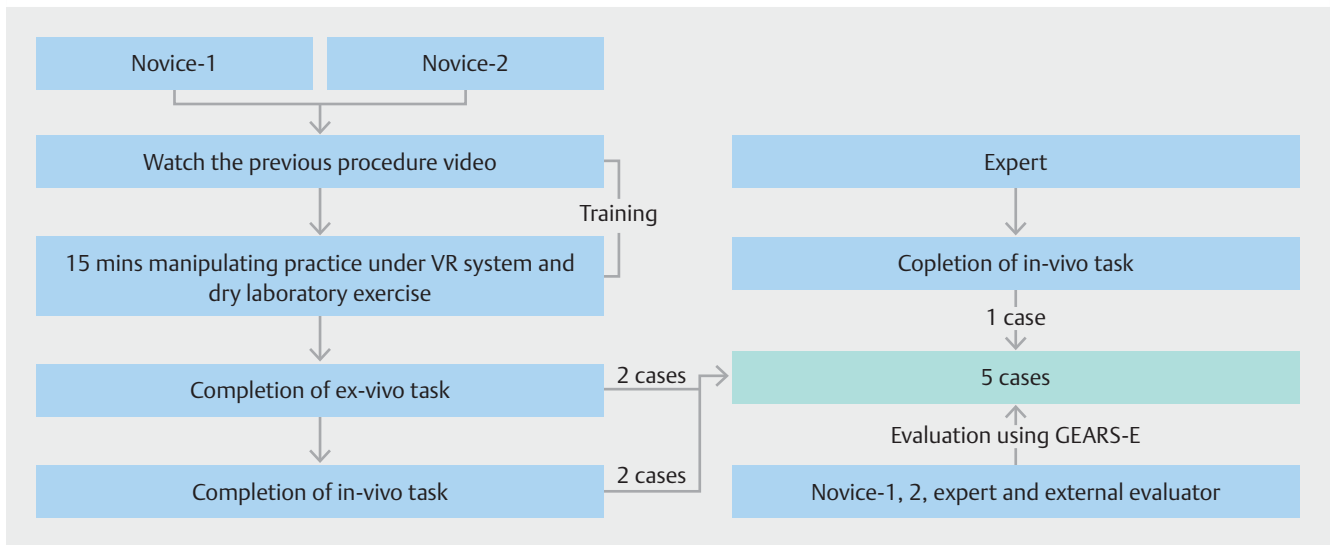 Novice-1
Novice-2
Watch the previous procedure video
Training
15 mins manipulating practice under VR system and
dry laboratory exercise
Completion of ex-vivo task
2 cases
Completion of in-vivo task
2 cases
Expert
Copletion of in-vivo task
1 case
5 cases
Evaluation using GEARS-E
Novice-1, 2, expert and external evaluator